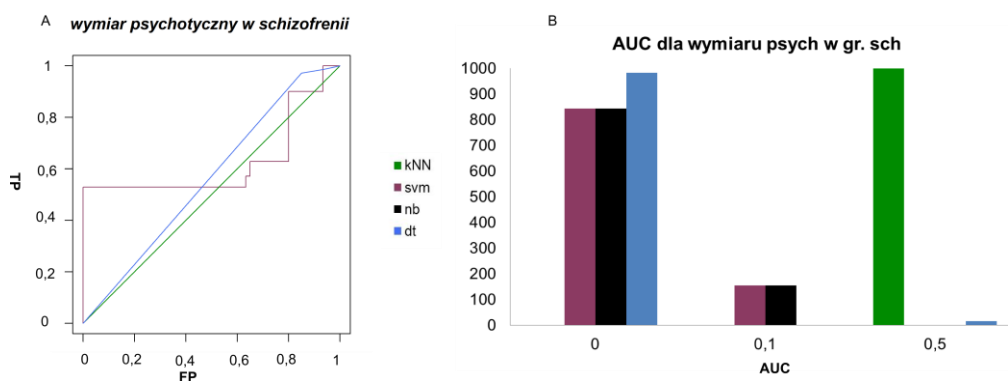 A
wymiar psychotyczny w schizofrenii
1
0,8
0,6
0,4
0,2
0
TP
0
0,2
0,4
0,6
0,8
1
FP
kNN
svm
nb
dt
B
AUC dla wymiaru psych w gr. sch
1000
900
800
700
600
500
400
300
200
100
0
0
0,1
0,5
AUC